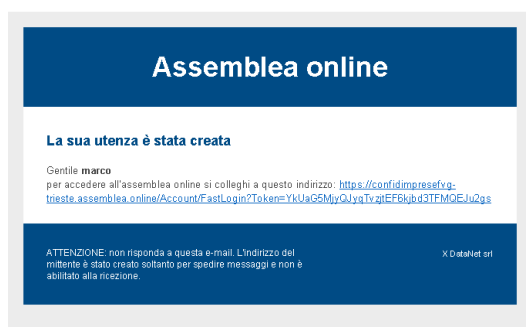 Assemblea online
La sua utenza è stata creata
Gentile marco
per accedere all'assemblea online si colleghi a questo indirizzo: https://confidimpresefvg-
trieste.assemblea.online/Account/FastLogin?Token=YkUaG5MjyQJyqTvzjtEF6kjbd3TFMQEJu2gs
ATTENZIONE: non risponda a questa e-mail. L'indirizzo del
mittente è stato creato soltanto per spedire messaggi e non è
abilitato alla ricezione.
X DataNet srl